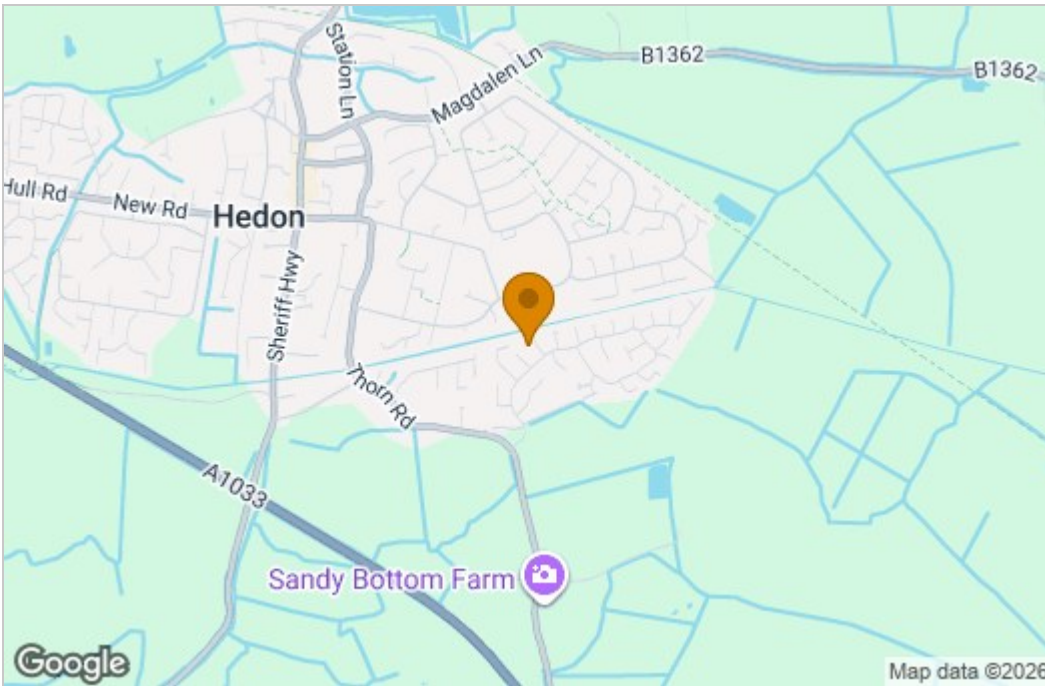 Station Ln
Magdalen Ln
B1362
B1362
Hull Rd
New Rd
Hedon
Sheriff Hwy
Thorn Rd
A1033
Sandy Bottom Farm
Google
Map data ©2026